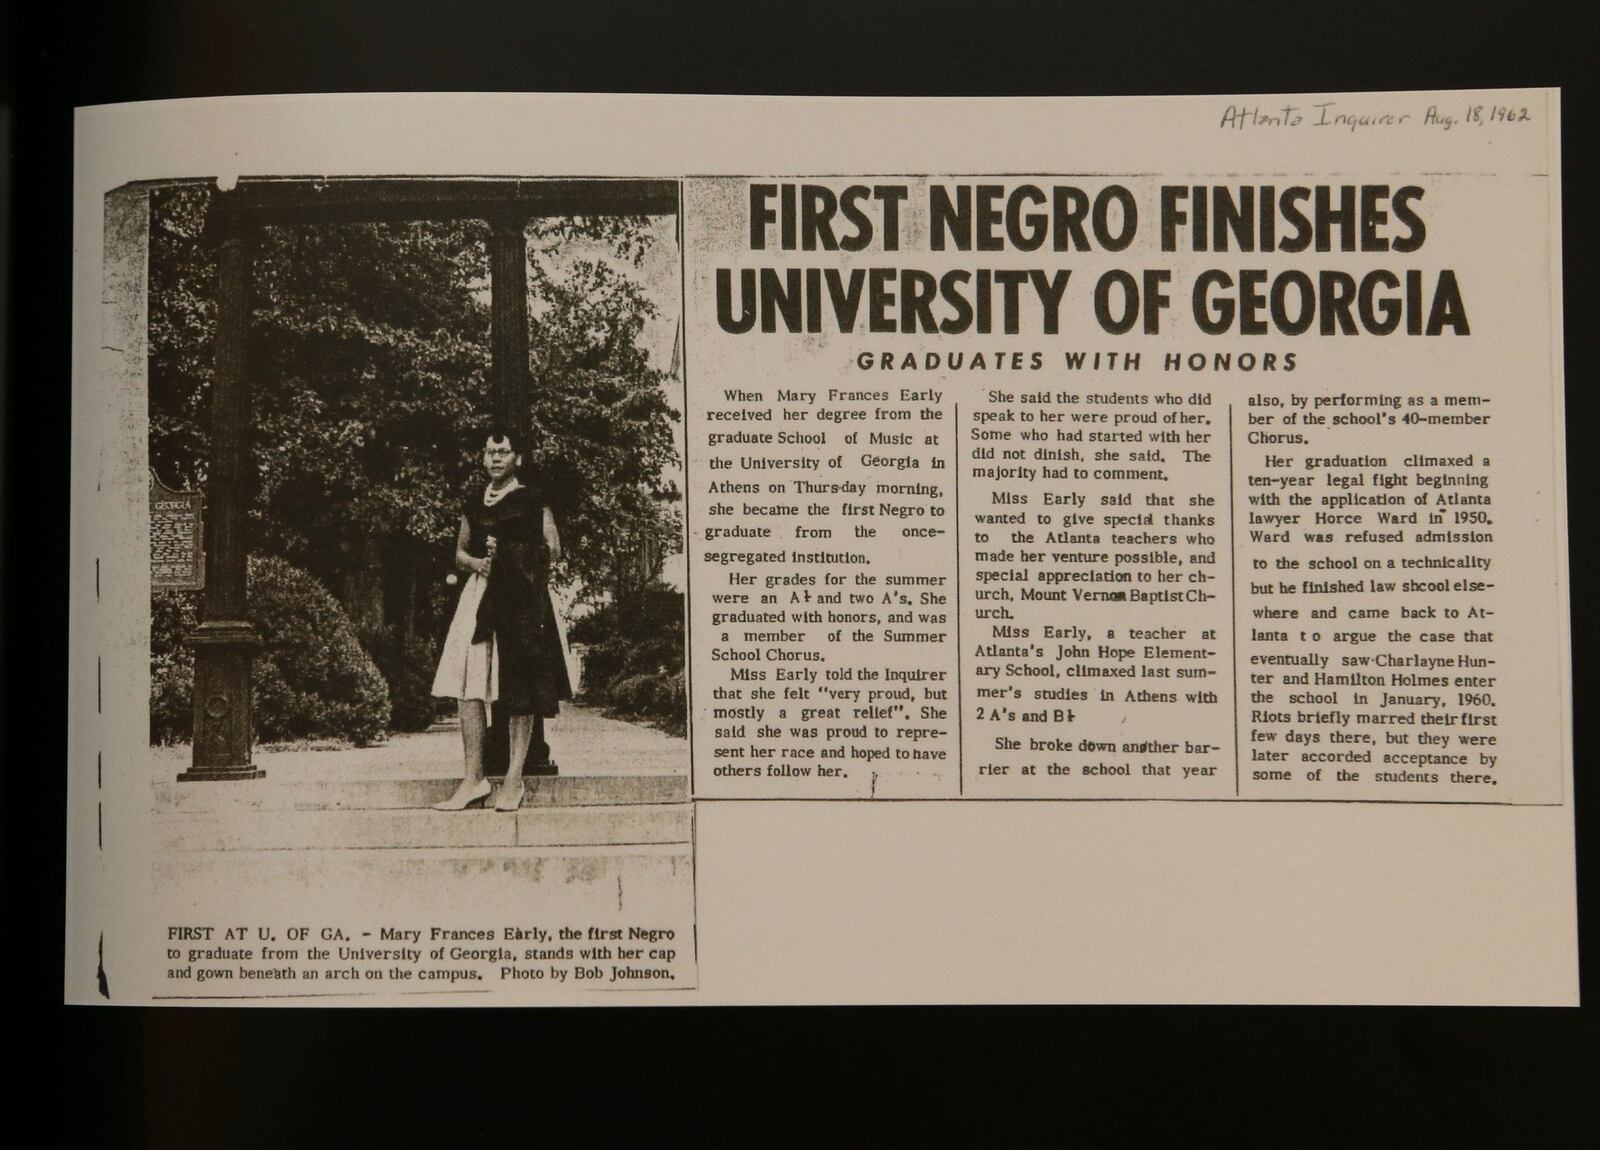 Atlanta Inquirer Aug. 18, 1962
FIRST NEGRO FINISHES
UNIVERSITY OF GEORGIA
GRADUATES WITH HONORS
When Mary Frances Early
received her degree from the
graduate School of Music at
the University of Georgia in
Athens on Thursday morning,
she became the first Negro to
graduate from the once-
segregated institution.
Her grades for the summer
were an A+ and two A's. She
graduated with honors, and was
a member of the Summer
School Chorus.
Miss Early told the Inquirer
that she felt "very proud, but
mostly a great relief". She
said she was proud to repre-
sent her race and hoped to have
others follow her.
She said the students who did
speak to her were proud of her.
Some who had started with her
did not dinish, she said. The
majority had to comment.
Miss Early said that she
wanted to give special thanks
to the Atlanta teachers who
made her venture possible, and
special appreciation to her ch-
urch, Mount Vernon Baptist Ch-
urch.
Miss Early, a teacher at
Atlanta's John Hope Element-
ary School, climaxed last sum-
mer's studies in Athens with
2 A's and B+
She broke down another bar-
rier at the school that year
also, by performing as a mem-
ber of the school's 40-member
Chorus.
Her graduation climaxed a
ten-year legal fight beginning
with the application of Atlanta
lawyer Horce Ward in 1950.
Ward was refused admission
to the school on a technicality
but he finished law shcool else-
where and came back to At-
lanta to argue the case that
eventually saw Charlayne Hun-
ter and Hamilton Holmes enter
the school in January, 1960.
Riots briefly marred their first
few days there, but they were
later accorded acceptance by
some of the students there.
GEORGIA
FIRST AT U. OF GA. - Mary Frances Early, the first Negro
to graduate from the University of Georgia, stands with her cap
and gown beneath an arch on the campus. Photo by Bob Johnson.